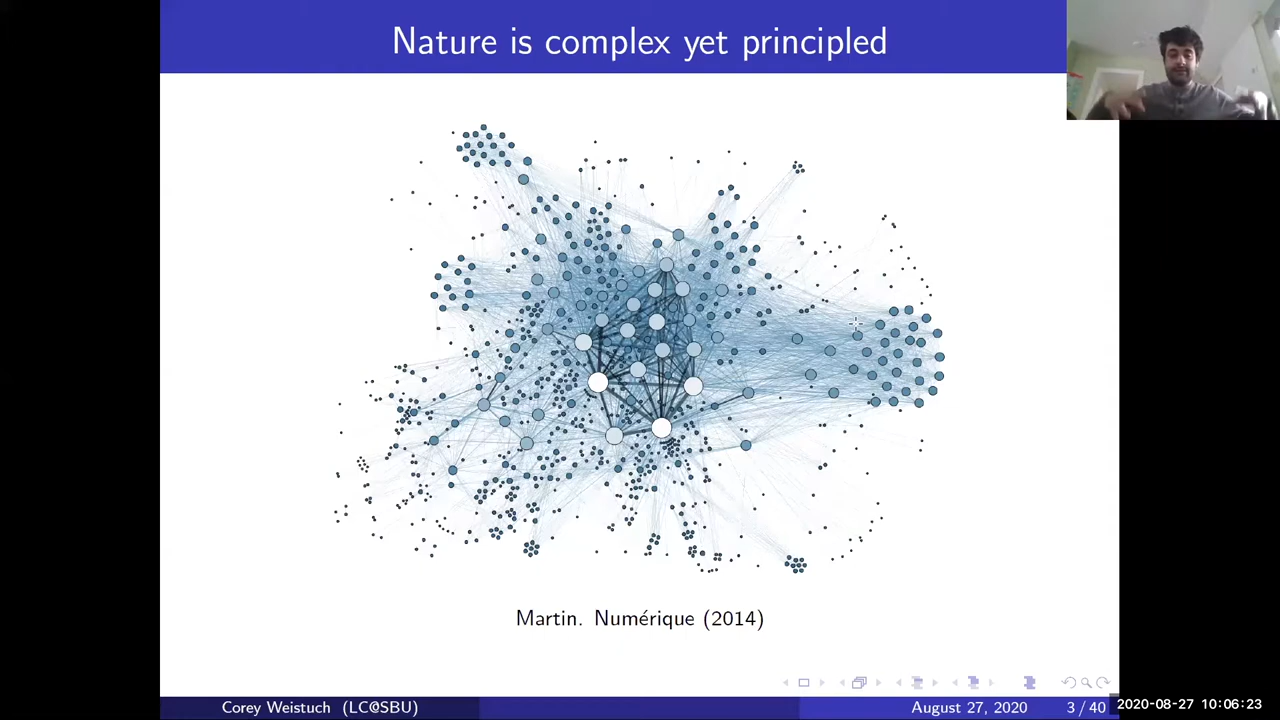 Nature is complex yet principled
Martin. Numérique (2014)
Corey Weistuch (LC@SBU)
August 27, 2020
3 / 40
2020-08-27 10:06:23